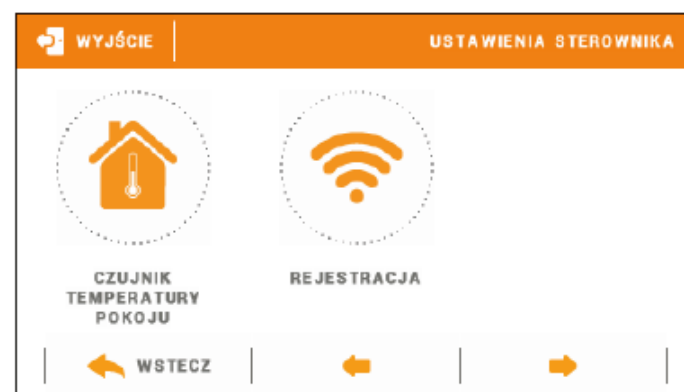 WYJŚCIE
USTAWIENIA STEROWNIKA
CZUJNIK
TEMPERATURY
POKOJU
REJESTRACJA
WSTECZ